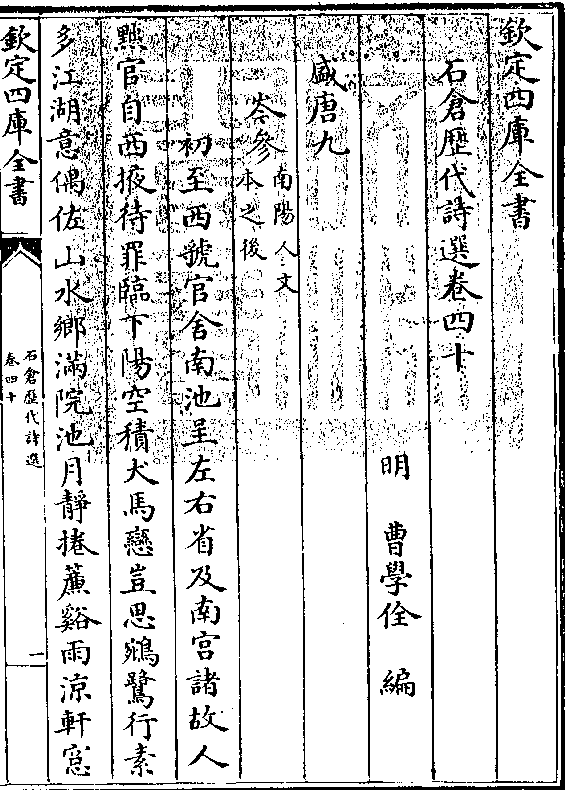 欽定四庫全書
石倉歷代詩選卷四十
明 曹學佺 編
盛唐九
岑參
南陽人文
本之後
初至西虢官舍南池呈左右省及南宫諸故人
黜官自西掖待罪臨下陽空積犬馬戀豈思鵷鷺行素
多江湖意偶佐山水鄉滿院池月靜捲簾谿雨涼軒窓
欽定四庫全書
石倉歷代詩選
卷四十
一